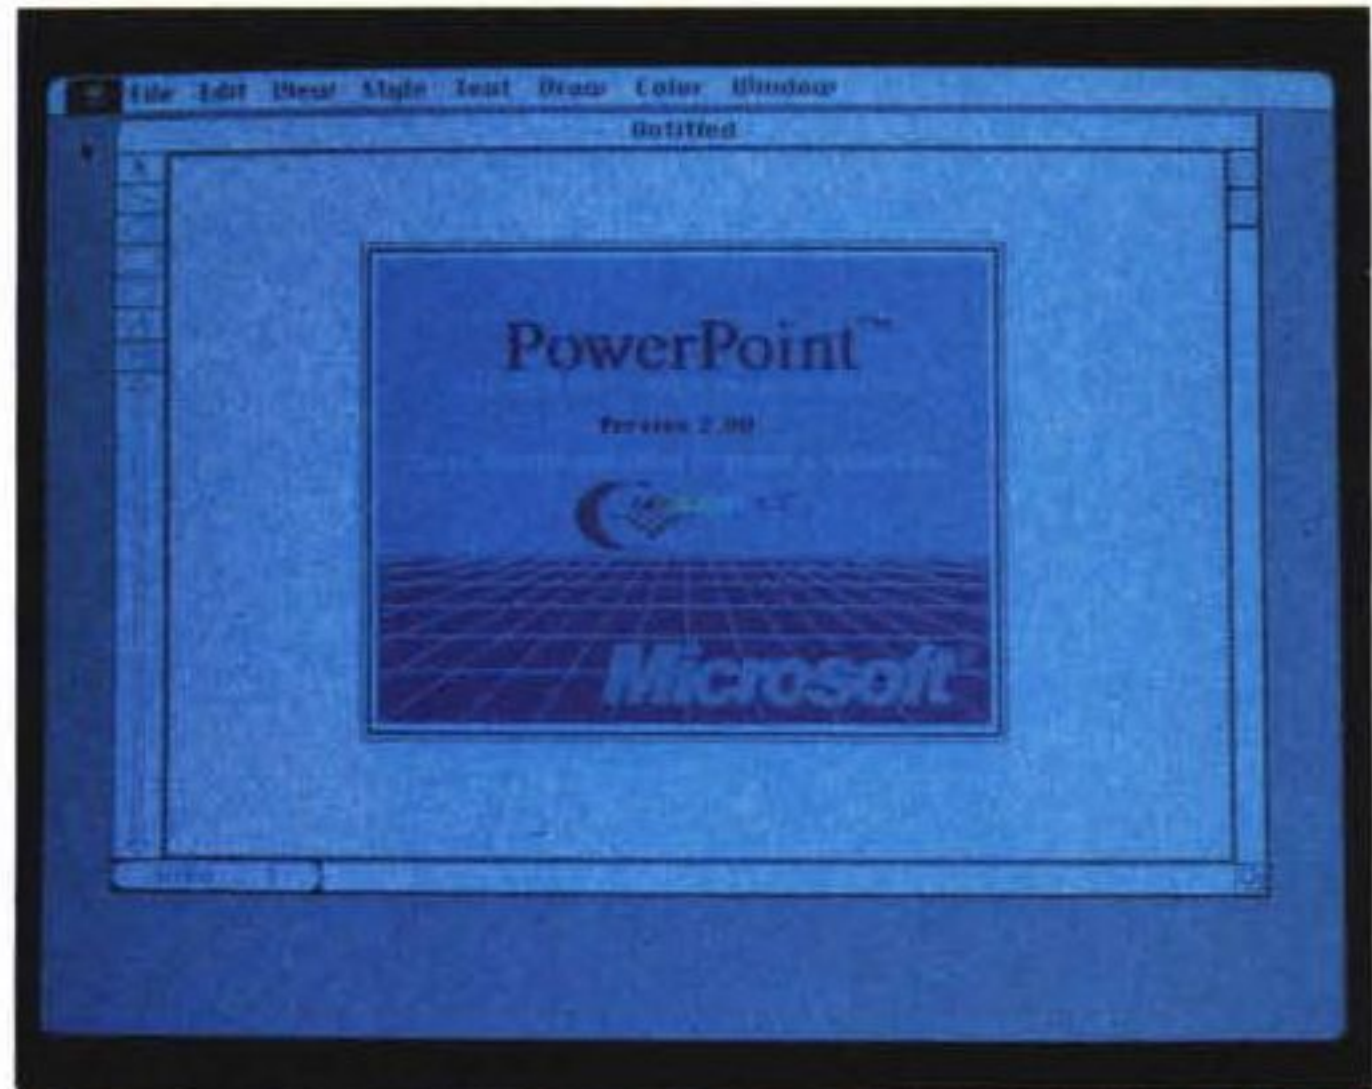 File Edit View Style Text Draw Color Window
Untitled
PowerPoint™
Version 2.00
Microsoft